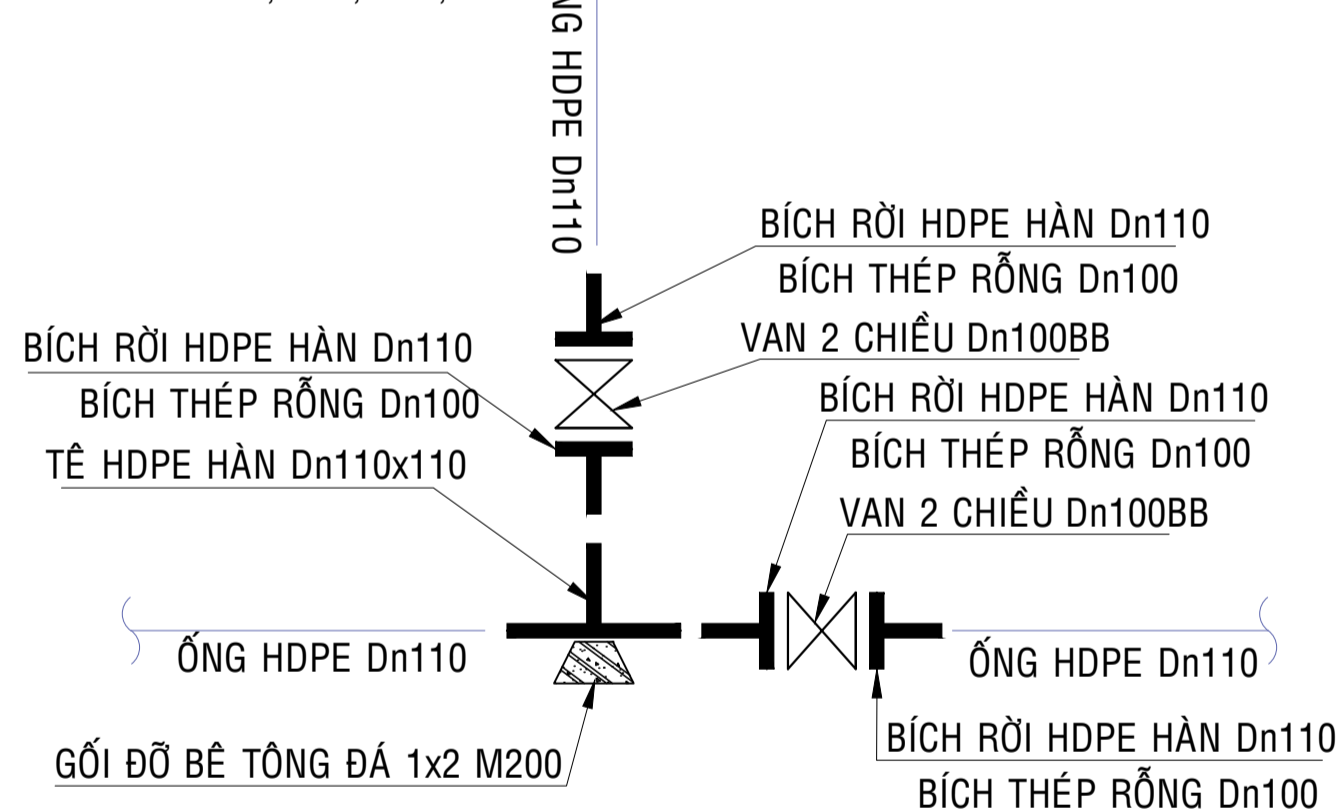 HDPE Dn110
BÍCH RỜI HDPE HÀN Dn110
BÍCH THÉP RỖNG Dn100
VAN 2 CHIỀU Dn100BB
BÍCH RỜI HDPE HÀN Dn110
BÍCH THÉP RỖNG Dn100
TÊ HDPE HÀN Dn110x110
BÍCH RỜI HDPE HÀN Dn110
BÍCH THÉP RỖNG Dn100
VAN 2 CHIỀU Dn100BB
ỐNG HDPE Dn110
ỐNG HDPE Dn110
GỐI ĐỠ BÊ TÔNG ĐÁ 1x2 M200
BÍCH RỜI HDPE HÀN Dn110
BÍCH THÉP RỖNG Dn100